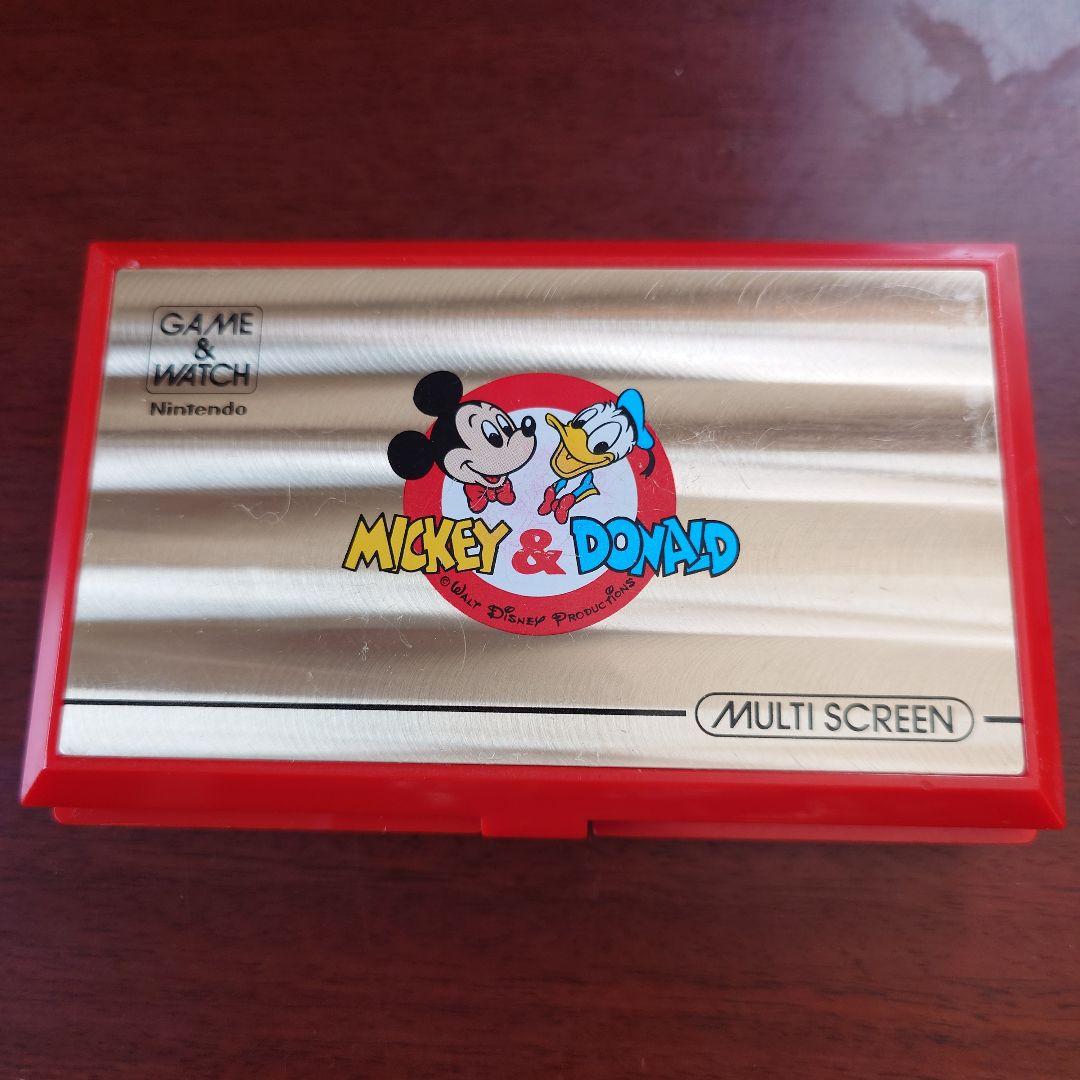 GAME
&
WATCH
Nintendo
MICKEY & DONALD
© WALT DISNEY PRODUCTIONS
MULTI SCREEN